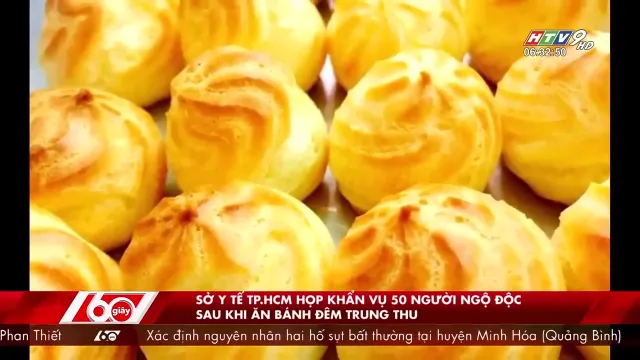 HTV9 HD
06:32:50
SỞ Y TẾ TP.HCM HỌP KHẨN VỤ 50 NGƯỜI NGỘ ĐỘC
SAU KHI ĂN BÁNH ĐÊM TRUNG THU
60 giây
Phan Thiết 60 Xác định nguyên nhân hai hố sụt bất thường tại huyện Minh Hóa (Quảng Bình)